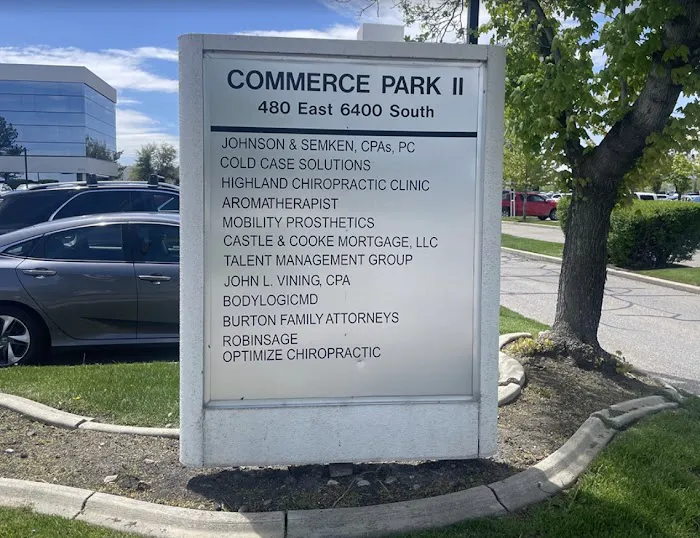 COMMERCE PARK II
480 East 6400 South
JOHNSON & SEMKEN, CPAs, PC
COLD CASE SOLUTIONS
HIGHLAND CHIROPRACTIC CLINIC
AROMATHERAPIST
MOBILITY PROSTHETICS
CASTLE & COOKE MORTGAGE, LLC
TALENT MANAGEMENT GROUP
JOHN L. VINING, CPA
BODYLOGICMD
BURTON FAMILY ATTORNEYS
ROBINSAGE
OPTIMIZE CHIROPRACTIC